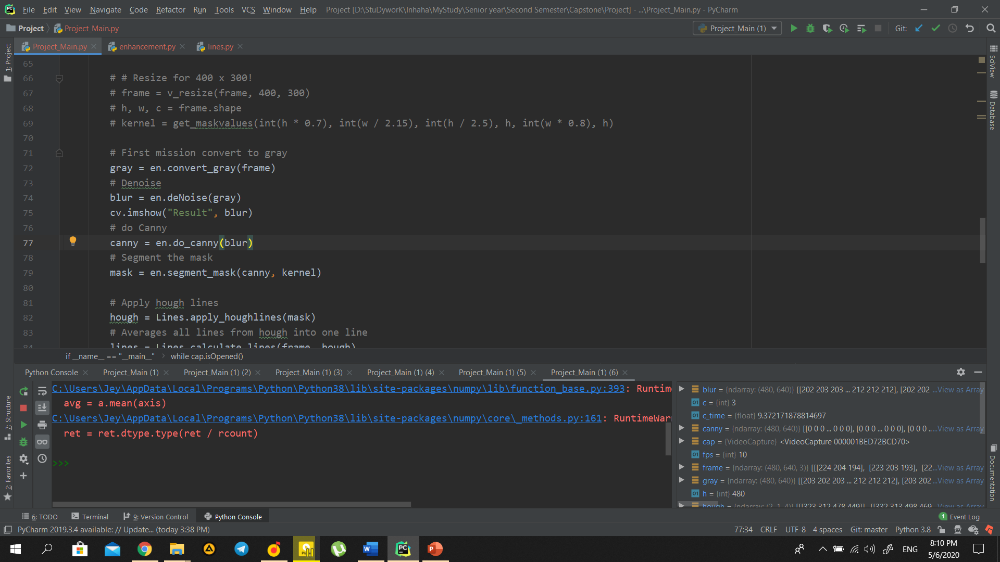 File Edit View Navigate Code Refactor Run Tools VCS Window Help Project [D:\StuDyworK\Inhaha\MyStudy\Senior year\Second Semester\Capstone\Project] - ...\Project_Main.py - PyCharm
Project Project_Main.py Project_Main (1) Git:
Project_Main.py enhancement.py lines.py
1: Project
SciView
Database
65
66 # # Resize for 400 x 300!
67 # frame = v_resize(frame, 400, 300)
68 # h, w, c = frame.shape
69 # kernel = get_maskvalues(int(h * 0.7), int(w / 2.15), int(h / 2.5), h, int(w * 0.8), h)
70
71 # First mission convert to gray
72 gray = en.convert_gray(frame)
73 # Denoise
74 blur = en.deNoise(gray)
75 cv.imshow("Result", blur)
76 # do Canny
77 canny = en.do_canny(blur)
78 # Segment the mask
79 mask = en.segment_mask(canny, kernel)
80
81 # Apply hough lines
82 hough = Lines.apply_houghlines(mask)
83 # Averages all lines from hough into one line
84 lines = Lines.calculate_lines(frame, hough)
if __name__ == "__main__" while cap.isOpened()
Python Console Project_Main (1) Project_Main (1) (2) Project_Main (1) (3) Project_Main (1) (4) Project_Main (1) (5) Project_Main (1) (6)
C:\Users\Jey\AppData\Local\Programs\Python\Python38\lib\site-packages\numpy\lib\function_base.py:393: Runtime
avg = a.mean(axis)
C:\Users\Jey\AppData\Local\Programs\Python\Python38\lib\site-packages\numpy\core\_methods.py:161: RuntimeWar
ret = ret.dtype.type(ret / rcount)
>>>
blur = {ndarray: (480, 640)} [[202 203 203 ... 212 212 212], [202 202 ...View as Array
c = {int} 3
c_time = {float} 9.372171878814697
canny = {ndarray: (480, 640)} [[0 0 0 ... 0 0 0], [0 0 0 ... 0 0 0], [0 0 0 ...View as Array
cap = {VideoCapture} <VideoCapture 000001BED72BCD70>
fps = {int} 10
frame = {ndarray: (480, 640, 3)} [[[224 204 194], [223 203 193], [22...View as Array
gray = {ndarray: (480, 640)} [[203 202 203 ... 212 212 212], [203 202 ...View as Array
h = {int} 480
hough = {ndarray: (2, 1, 4)} [[[323 312 478 449]], [[332 313 498 469 ...View as Array
7: Structure
2: Favorites
Documentation
6: TODO Terminal 9: Version Control Python Console 1 Event Log
PyCharm 2019.3.4 available: // Update... (today 3:38 PM) 77:34 CRLF UTF-8 4 spaces Git: master Python 3.8
ENG 8:10 PM
5/6/2020